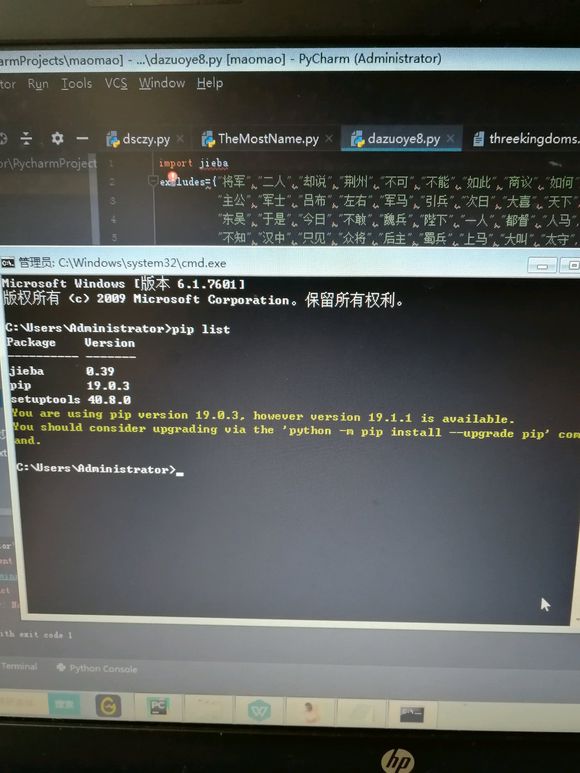 armProjects\maomao] - ...\dazuoye8.py [maomao] - PyCharm (Administrator)
tor Run Tools VCS Window Help
dsczy.py TheMostName.py dazuoye8.py threekingdoms.
or\PycharmProject
1 import jieba
2 excludes={"将军","二人","却说","荆州","不可","不能","如此","商议","如何
3 "主公","军士","吕布","左右","军马","引兵","次日","大喜","天下
4 "东吴","于是","今日","不敢","魏兵","陛下","一人","都督","人马
5 "不知","汉中","只见","众将","后主","蜀兵","上马","大叫","太守
管理员: C:\Windows\system32\cmd.exe
Microsoft Windows [版本 6.1.7601]
版权所有 (c) 2009 Microsoft Corporation。保留所有权利。
C:\Users\Administrator>pip list
Package Version
---------- -------
jieba 0.39
pip 19.0.3
setuptools 40.8.0
You are using pip version 19.0.3, however version 19.1.1 is available.
You should consider upgrading via the 'python -m pip install --upgrade pip' com
and.
C:\Users\Administrator>
ith exit code 1
Terminal Python Console
搜索
PC
hp